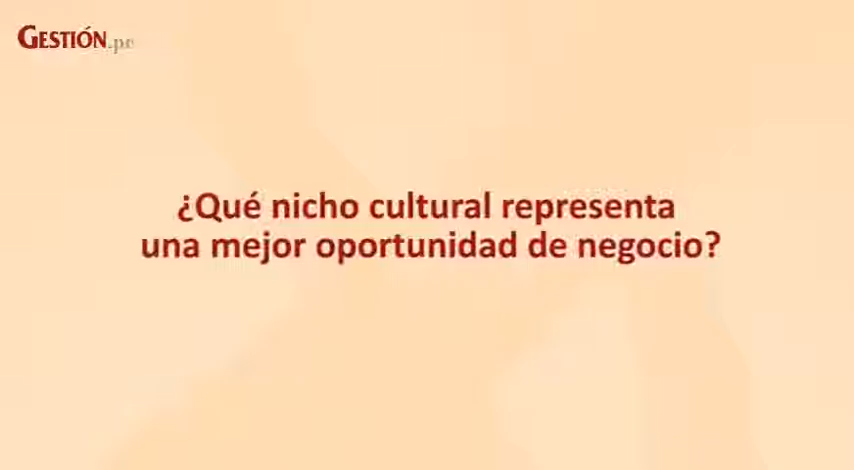 GESTIÓN.pe
¿Qué nicho cultural representa
una mejor oportunidad de negocio?